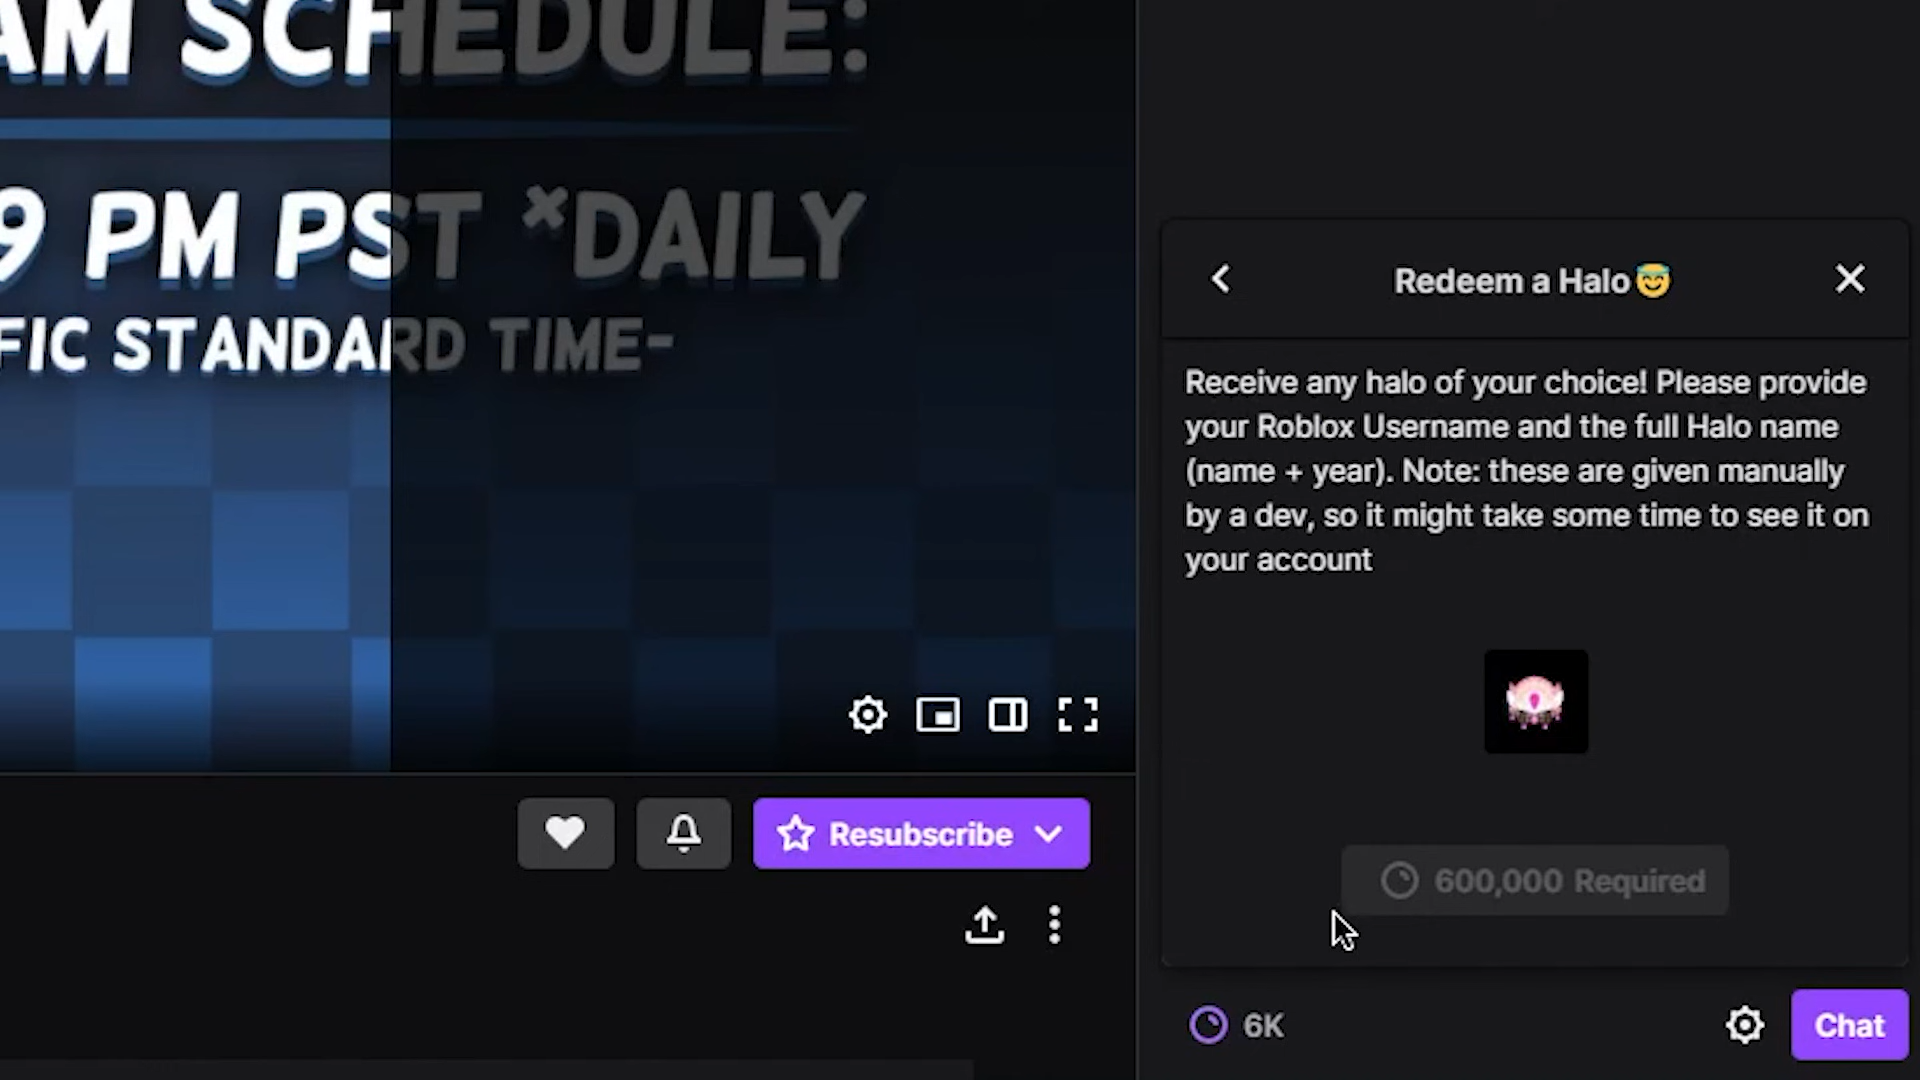 AM SCHEDULE:
9 PM PST *DAILY
FIC STANDARD TIME-
Redeem a Halo
Receive any halo of your choice! Please provide
your Roblox Username and the full Halo name
(name + year). Note: these are given manually
by a dev, so it might take some time to see it on
your account
600,000 Required
Resubscribe
6K
Chat